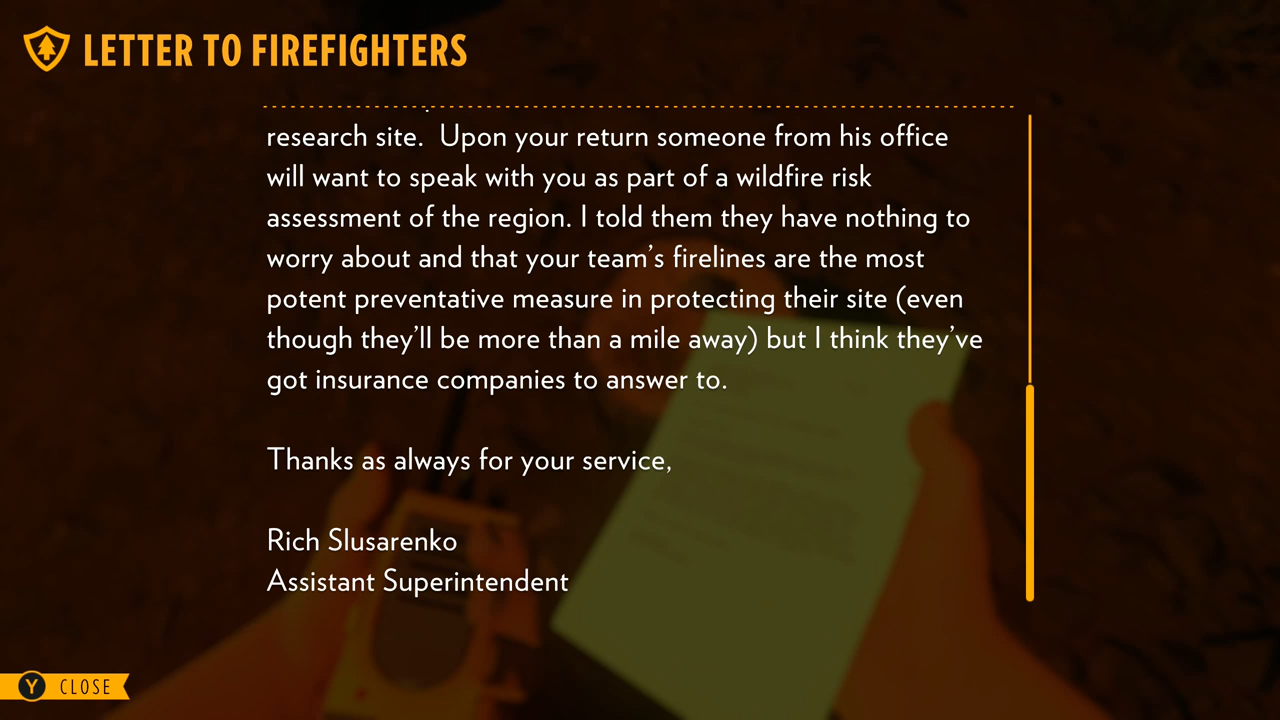 LETTER TO FIREFIGHTERS
research site.  Upon your return someone from his office
will want to speak with you as part of a wildfire risk
assessment of the region. I told them they have nothing to
worry about and that your team’s firelines are the most
potent preventative measure in protecting their site (even
though they’ll be more than a mile away) but I think they’ve
got insurance companies to answer to.
Thanks as always for your service,
Rich Slusarenko
Assistant Superintendent
Y CLOSE